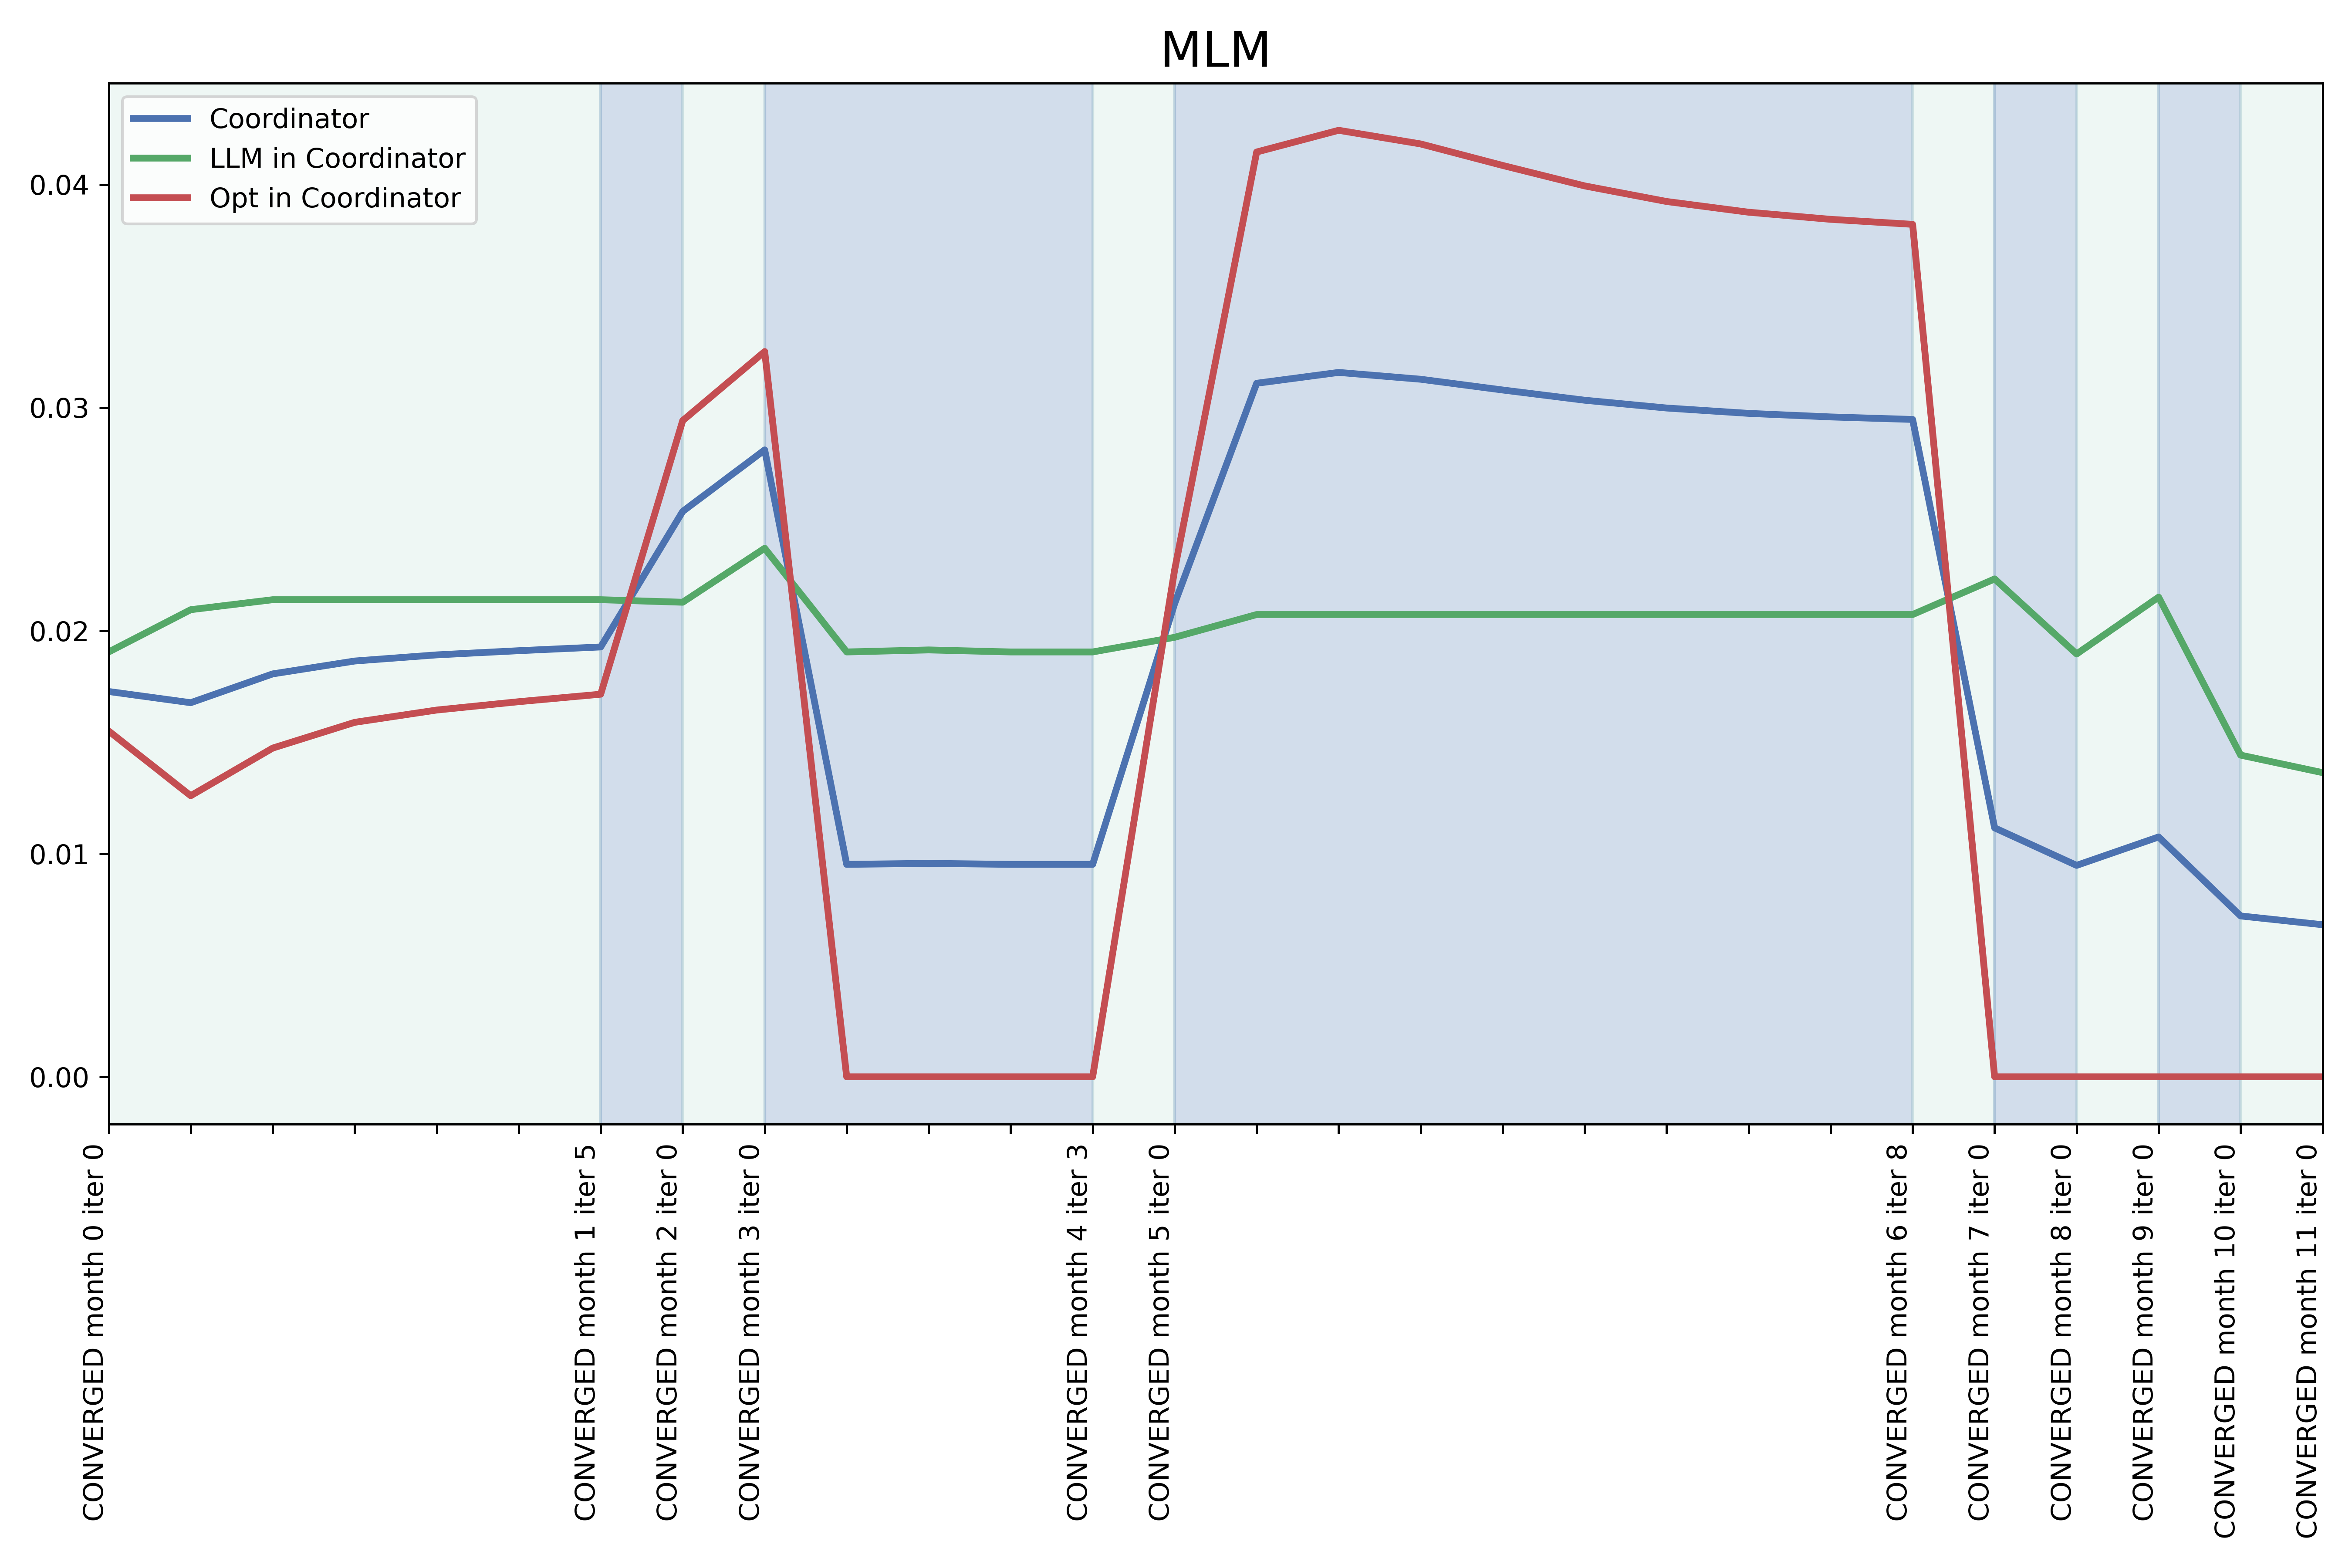 MLM
Coordinator
LLM in Coordinator
Opt in Coordinator
0.04
0.03
0.02
0.01
0.00
CONVERGED month 0 iter 0
CONVERGED month 1 iter 5
CONVERGED month 2 iter 0
CONVERGED month 3 iter 0
CONVERGED month 4 iter 3
CONVERGED month 5 iter 0
CONVERGED month 6 iter 8
CONVERGED month 7 iter 0
CONVERGED month 8 iter 0
CONVERGED month 9 iter 0
CONVERGED month 10 iter 0
CONVERGED month 11 iter 0